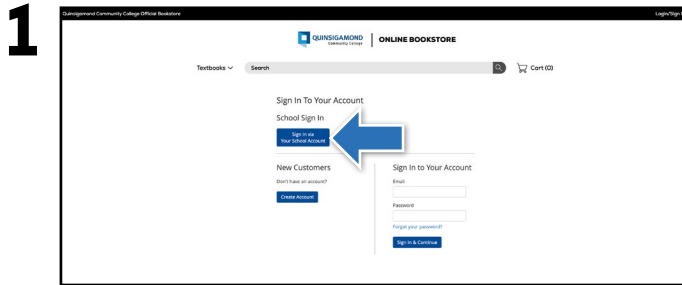 1
Quinsigamond Community College Official Bookstore
Login/Sign
QUINSIGAMOND
Community College
ONLINE BOOKSTORE
Textbooks
Search
Cart (0)
Sign In To Your Account
School Sign In
Sign in via
Your School Account
New Customers
Don't have an account?
Create Account
Sign In to Your Account
Email
Password
Forgot your password?
Sign In & Continue